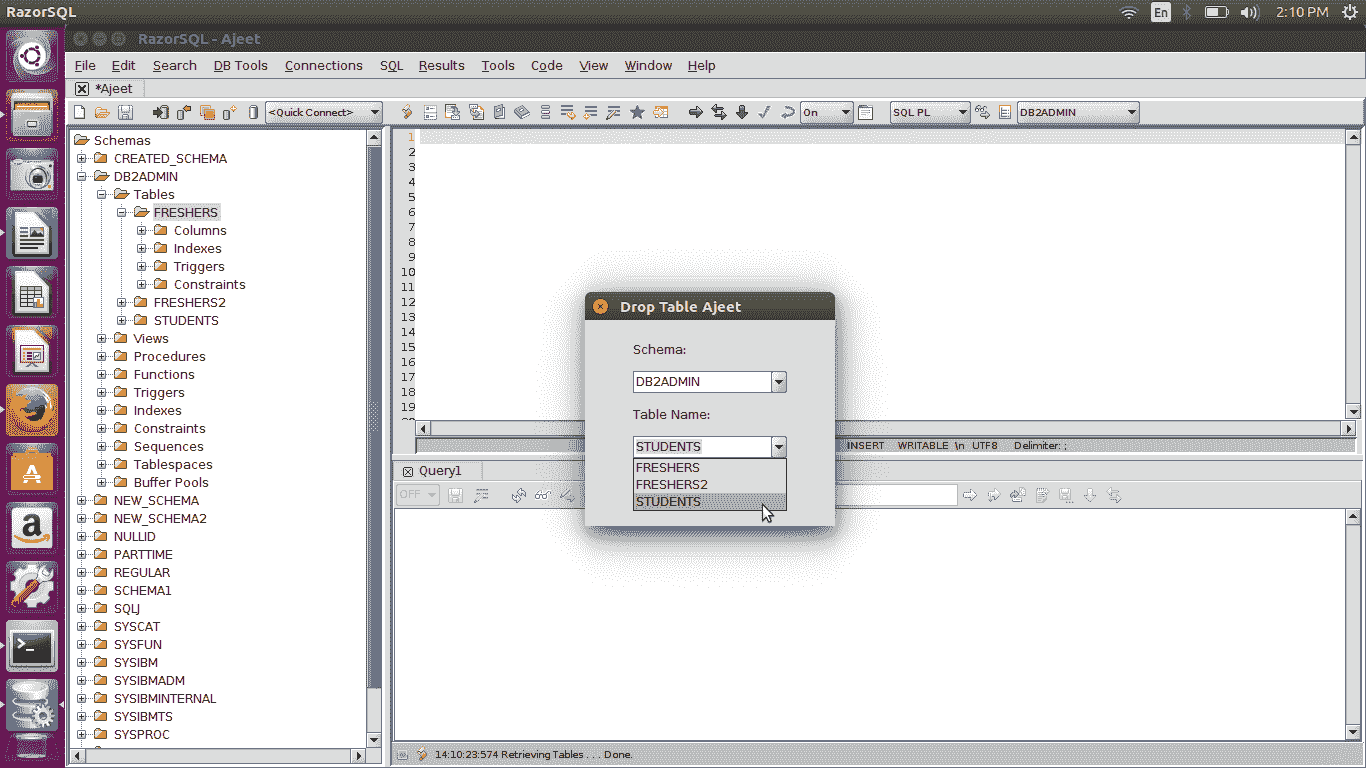 RazorSQL
En
2:10 PM
RazorSQL - Ajeet
File Edit Search DB Tools Connections SQL Results Tools Code View Window Help
*Ajeet
<Quick Connect>
On
SQL PL
DB2ADMIN
Schemas
CREATED_SCHEMA
DB2ADMIN
Tables
FRESHERS
Columns
Indexes
Triggers
Constraints
FRESHERS2
STUDENTS
Views
Procedures
Functions
Triggers
Indexes
Constraints
Sequences
Tablespaces
Buffer Pools
NEW_SCHEMA
NEW_SCHEMA2
NULLID
PARTTIME
REGULAR
SCHEMA1
SQLJ
SYSCAT
SYSFUN
SYSIBM
SYSIBMADM
SYSIBMINTERNAL
SYSIBMTS
SYSPROC
1
2
3
4
5
6
7
8
9
10
11
12
13
14
15
16
17
18
19
Drop Table Ajeet
Schema:
DB2ADMIN
Table Name:
STUDENTS
FRESHERS
FRESHERS2
STUDENTS
INSERT WRITABLE \n UTF8 Delimiter: ;
Query1
OFF
14:10:23:574 Retrieving Tables . . . Done.